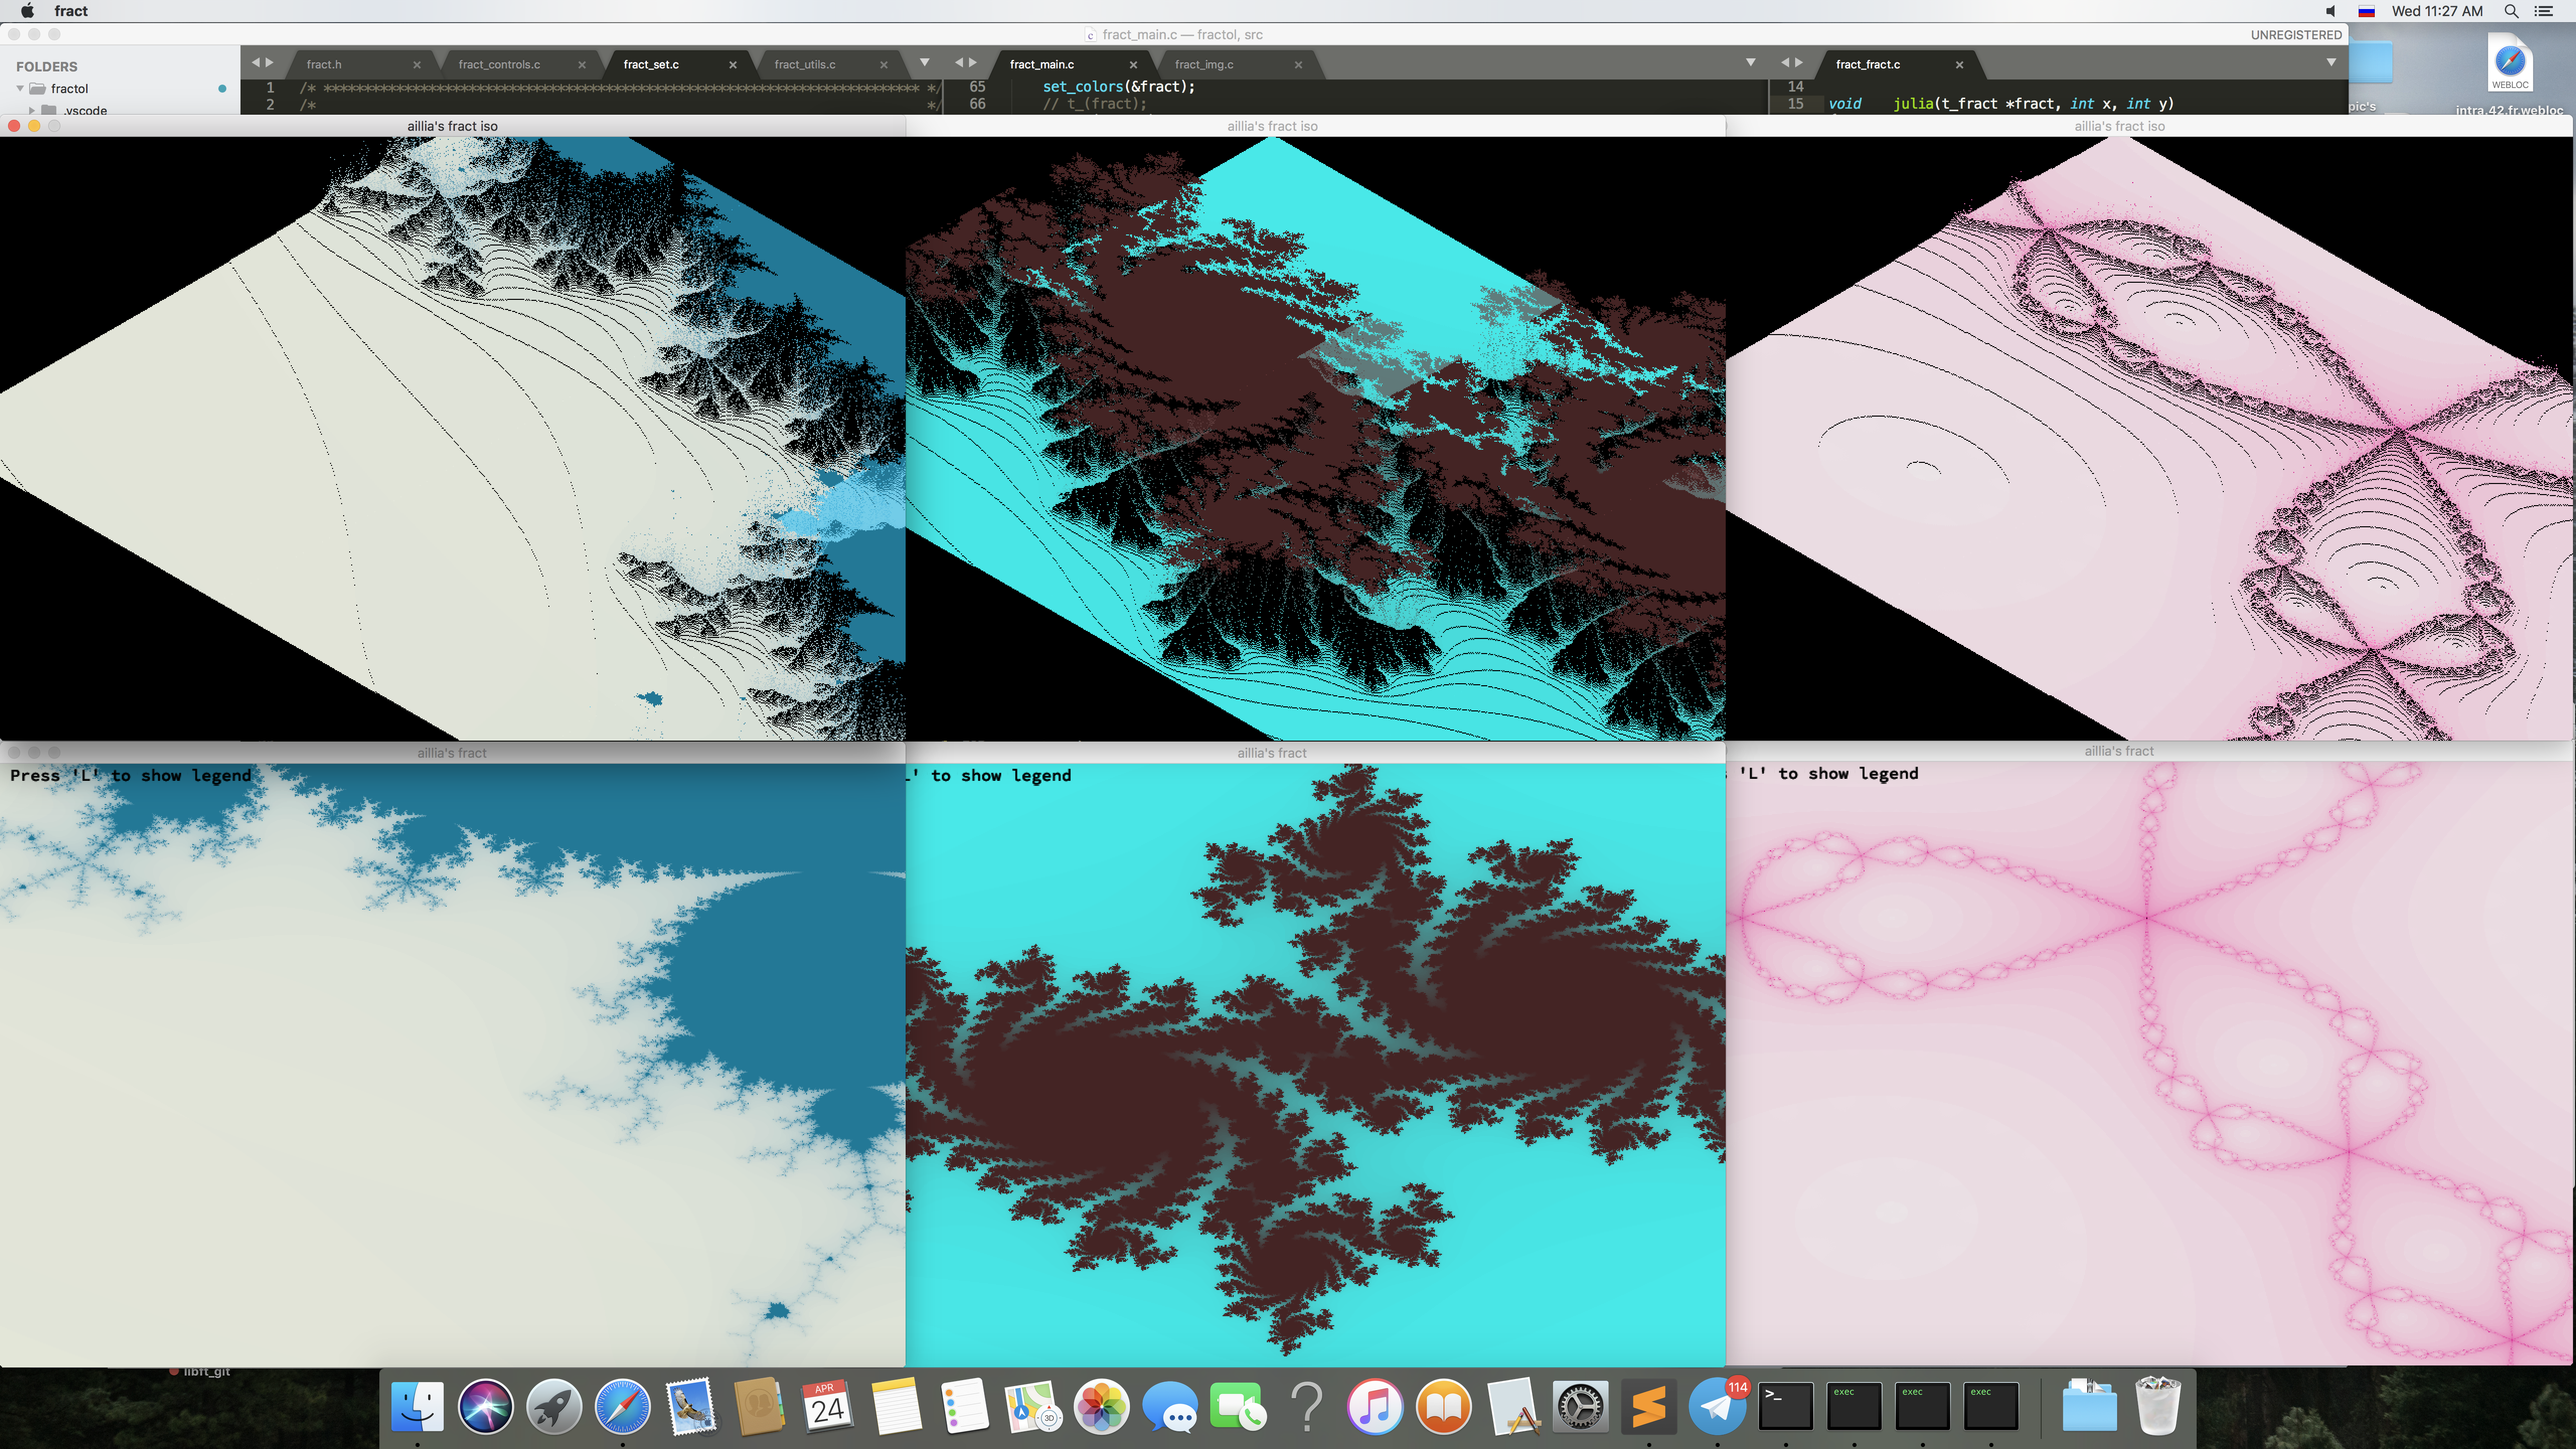 fract
Wed 11:27 AM
fract_main.c — fractol, src
UNREGISTERED
FOLDERS
fractol
.vscode
fract.h
fract_controls.c
fract_set.c
fract_utils.c
fract_main.c
fract_img.c
fract_fract.c
1 /* ************************************************************************** */
2 /* */
65 set_colors(&fract);
66 // t_(fract);
14
15 void julia(t_fract *fract, int x, int y)
WEBLOC
pic's
intra.42.fr.webloc
aillia's fract iso
aillia's fract iso
aillia's fract iso
aillia's fract
aillia's fract
aillia's fract
Press 'L' to show legend
L' to show legend
'L' to show legend
libft_git
APR
24
3D
114
>_
exec
exec
exec